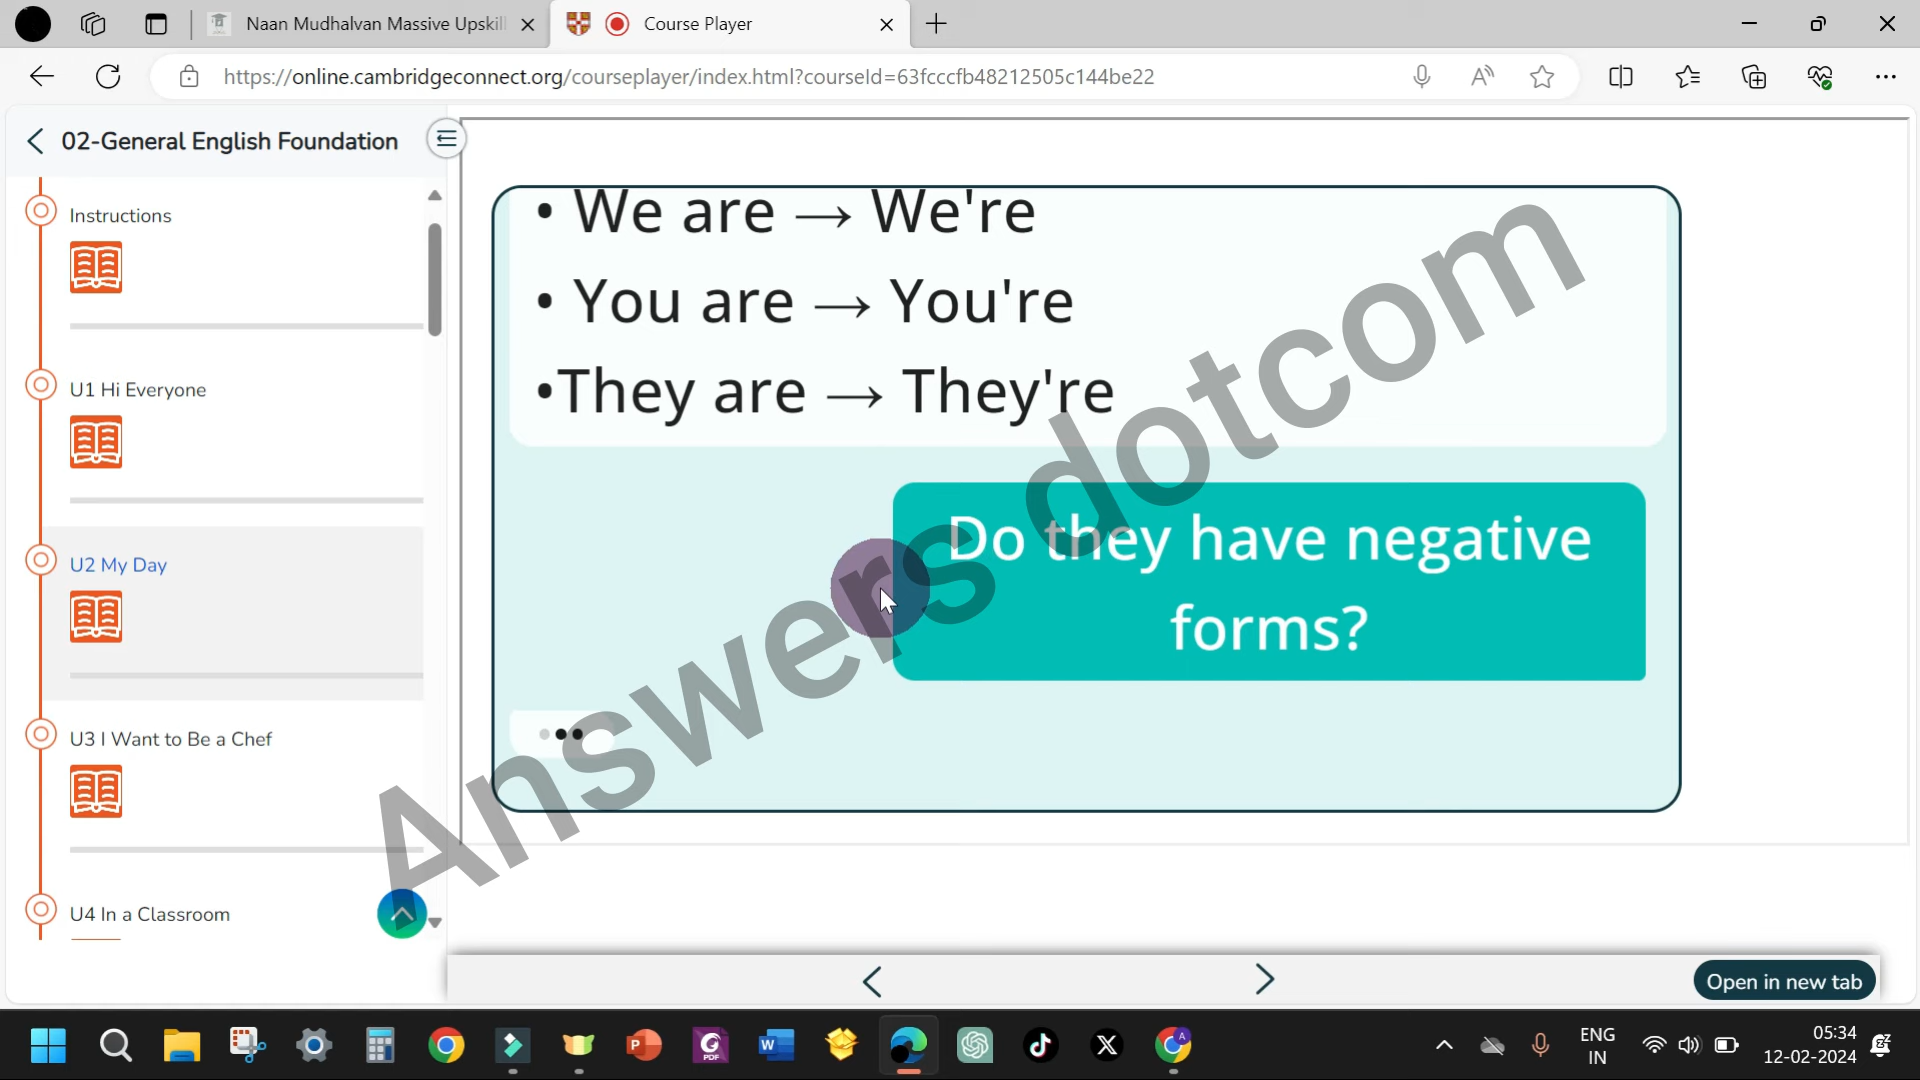 Naan Mudhalvan Massive Upskil
Course Player
https://online.cambridgeconnect.org/courseplayer/index.html?courseId=63fcccfb48212505c144be22
02-General English Foundation
Instructions
U1 Hi Everyone
U2 My Day
U3 I Want to Be a Chef
U4 In a Classroom
• We are → We're
• You are → You're
•They are → They're
Do they have negative
forms?
Answers dotcom
Open in new tab
ENG
IN
05:34
12-02-2024